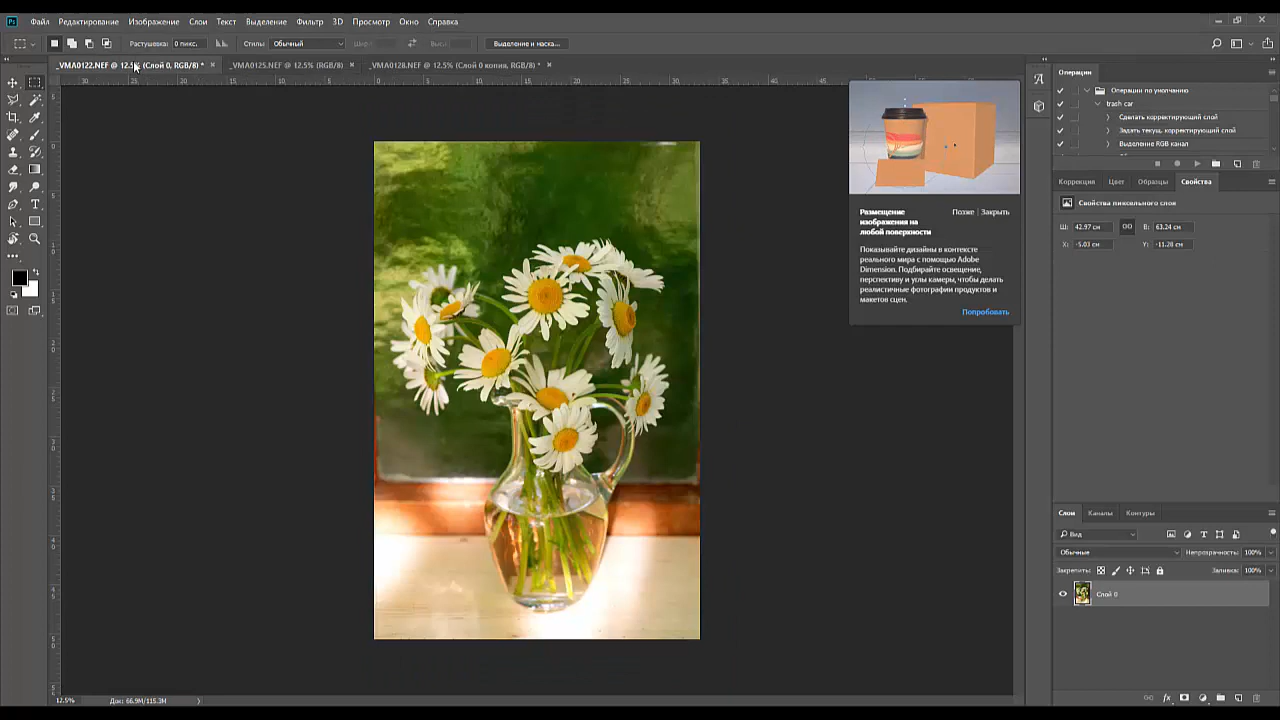 Ps Файл Редактирование Изображение Слои Текст Выделение Фильтр 3D Просмотр Окно Справка
Растушевка: 0 пикс. Стили: Обычный Выделение и маска...
_VMA0122.NEF @ 12.5% (Слой 0, RGB/8) * _VMA0125.NEF @ 12.5% (RGB/8) _VMA0128.NEF @ 12.5% (Слой 0 копия, RGB/8) *
Размещение
изображения на
любой поверхности
Позже | Закрыть
Показывайте дизайны в контексте
реального мира с помощью Adobe
Dimension. Подбирайте освещение,
перспективу и углы камеры, чтобы делать
реалистичные фотографии продуктов и
макетов сцен.
Попробовать
Операции
Операции по умолчанию
trash car
Сделать корректирующий слой
Задать текущ. корректирующий слой
Выделение RGB канал
Коррекция Цвет Образцы Свойства
Свойства пиксельного слоя
Ш: 42.97 см В: 63.24 см
X: -5.03 см Y: -11.28 см
Слои Каналы Контуры
Вид
Обычные Непрозрачность: 100%
Закрепить: Заливка: 100%
Слой 0
12.5% Док: 66.9M/115.3M